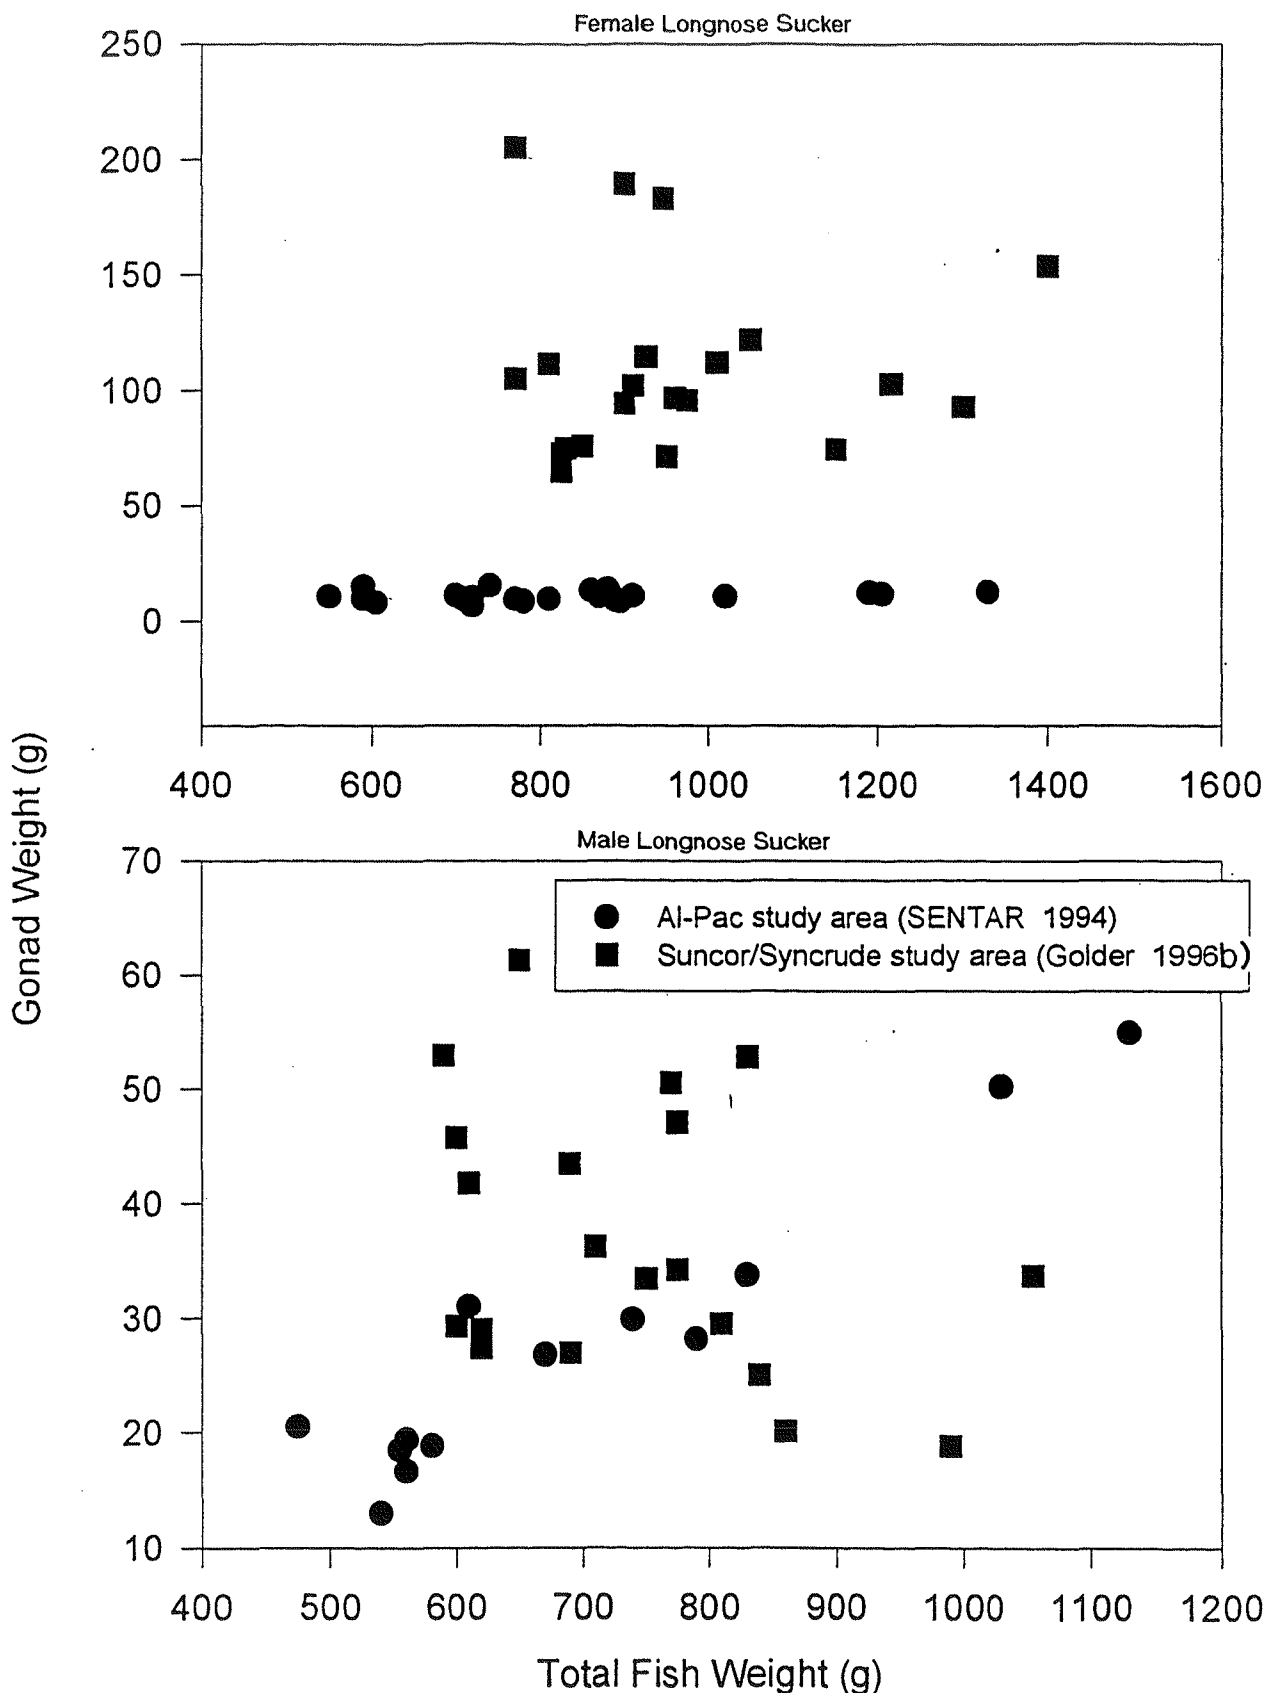 Female Longnose Sucker
250
200
150
100
50
0
400 600 800 1000 1200 1400 1600
Gonad Weight (g)
Male Longnose Sucker
70
60
50
40
30
20
10
Al-Pac study area (SENTAR 1994)
Suncor/Syncrude study area (Golder 1996b)
400 500 600 700 800 900 1000 1100 1200
Total Fish Weight (g)